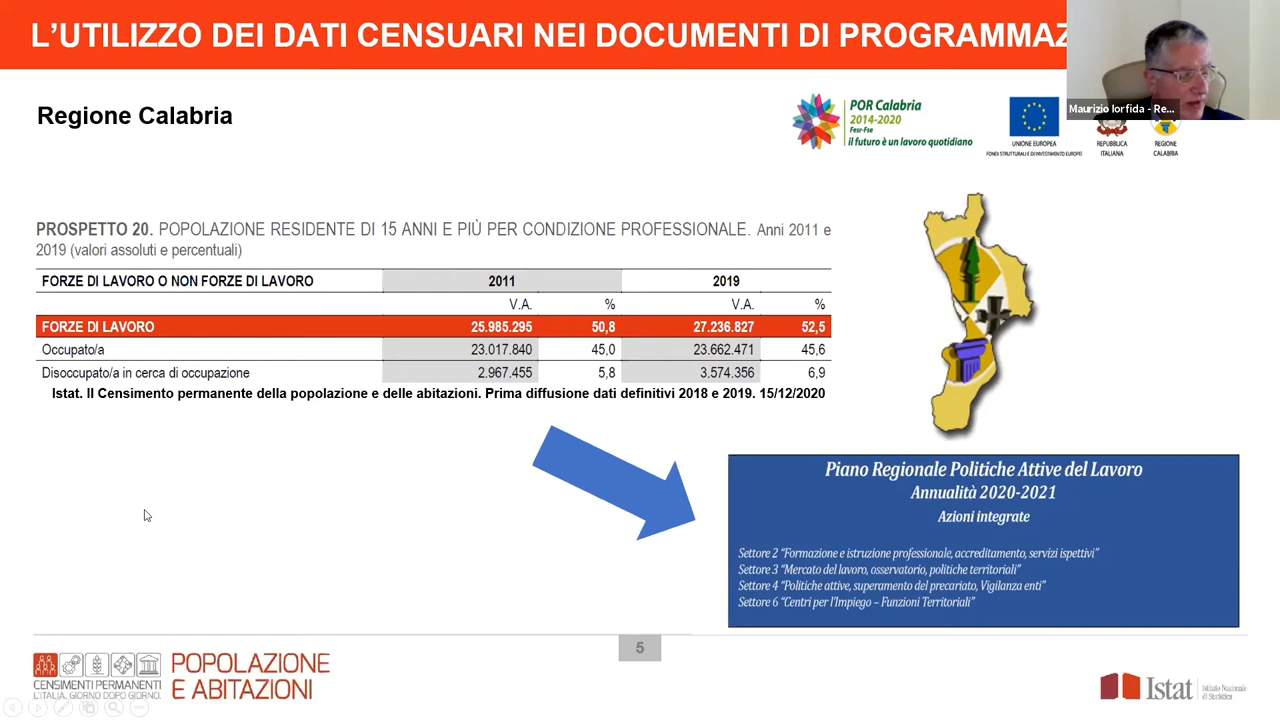 L'UTILIZZO DEI DATI CENSUARI NEI DOCUMENTI DI
Maurizio Iorfida - Re...
Regione Calabria
POR Calabria
2014-2020
Fesr-Fse
il futuro è un lavoro quotidiano
UNIONE EUROPEA
FONDI STRUTTURALI E DI INVESTIMENTO EUROPEI
REPUBBLICA
ITALIANA
REGIONE
CALABRIA
PROSPETTO 20. POPOLAZIONE RESIDENTE DI 15 ANNI E PIÙ PER CONDIZIONE PROFESSIONALE. Anni 2011 e
2019 (valori assoluti e percentuali)
FORZE DI LAVORO O NON FORZE DI LAVORO 2011 2019
V.A. % V.A. %
FORZE DI LAVORO 25.985.295 50,8 27.236.827 52,5
Occupato/a 23.017.840 45,0 23.662.471 45,6
Disoccupato/a in cerca di occupazione 2.967.455 5,8 3.574.356 6,9
Istat. Il Censimento permanente della popolazione e delle abitazioni. Prima diffusione dati definitivi 2018 e 2019. 15/12/2020
Piano Regionale Politiche Attive del Lavoro
Annualità 2020-2021
Azioni integrate
Settore 2 "Formazione e istruzione professionale, accreditamento, servizi ispettivi"
Settore 3 "Mercato del lavoro, osservatorio, politiche territoriali"
Settore 4 "Politiche attive, superamento del precariato, Vigilanza enti"
Settore 6 "Centri per l'Impiego – Funzioni Territoriali"
5
CENSIMENTI PERMANENTI
L'ITALIA, GIORNO DOPO GIORNO.
POPOLAZIONE
E ABITAZIONI
Istat
Istituto Nazionale
di Statistica